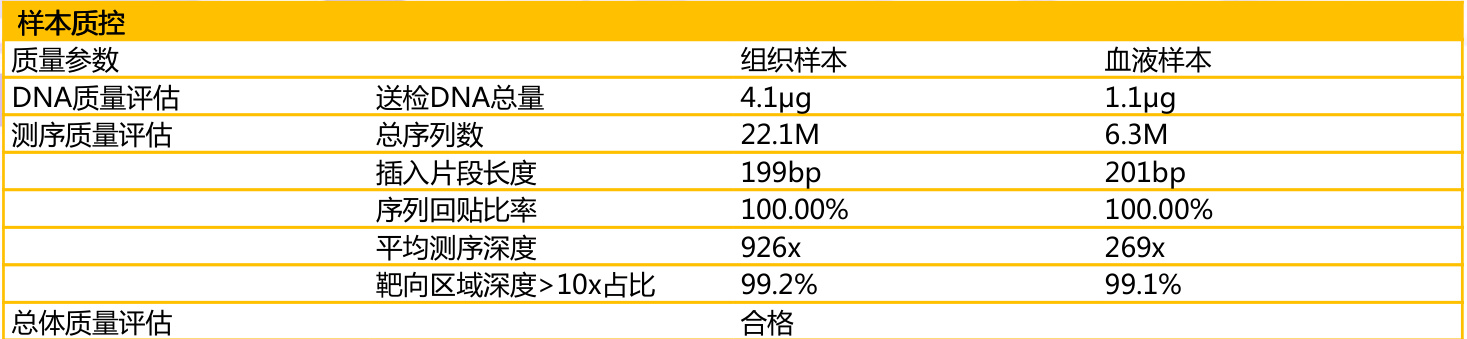 样本质控
质量参数 组织样本 血液样本
DNA质量评估 送检DNA总量 4.1μg 1.1μg
测序质量评估 总序列数 22.1M 6.3M
插入片段长度 199bp 201bp
序列回贴比率 100.00% 100.00%
平均测序深度 926x 269x
靶向区域深度>10x占比 99.2% 99.1%
总体质量评估 合格